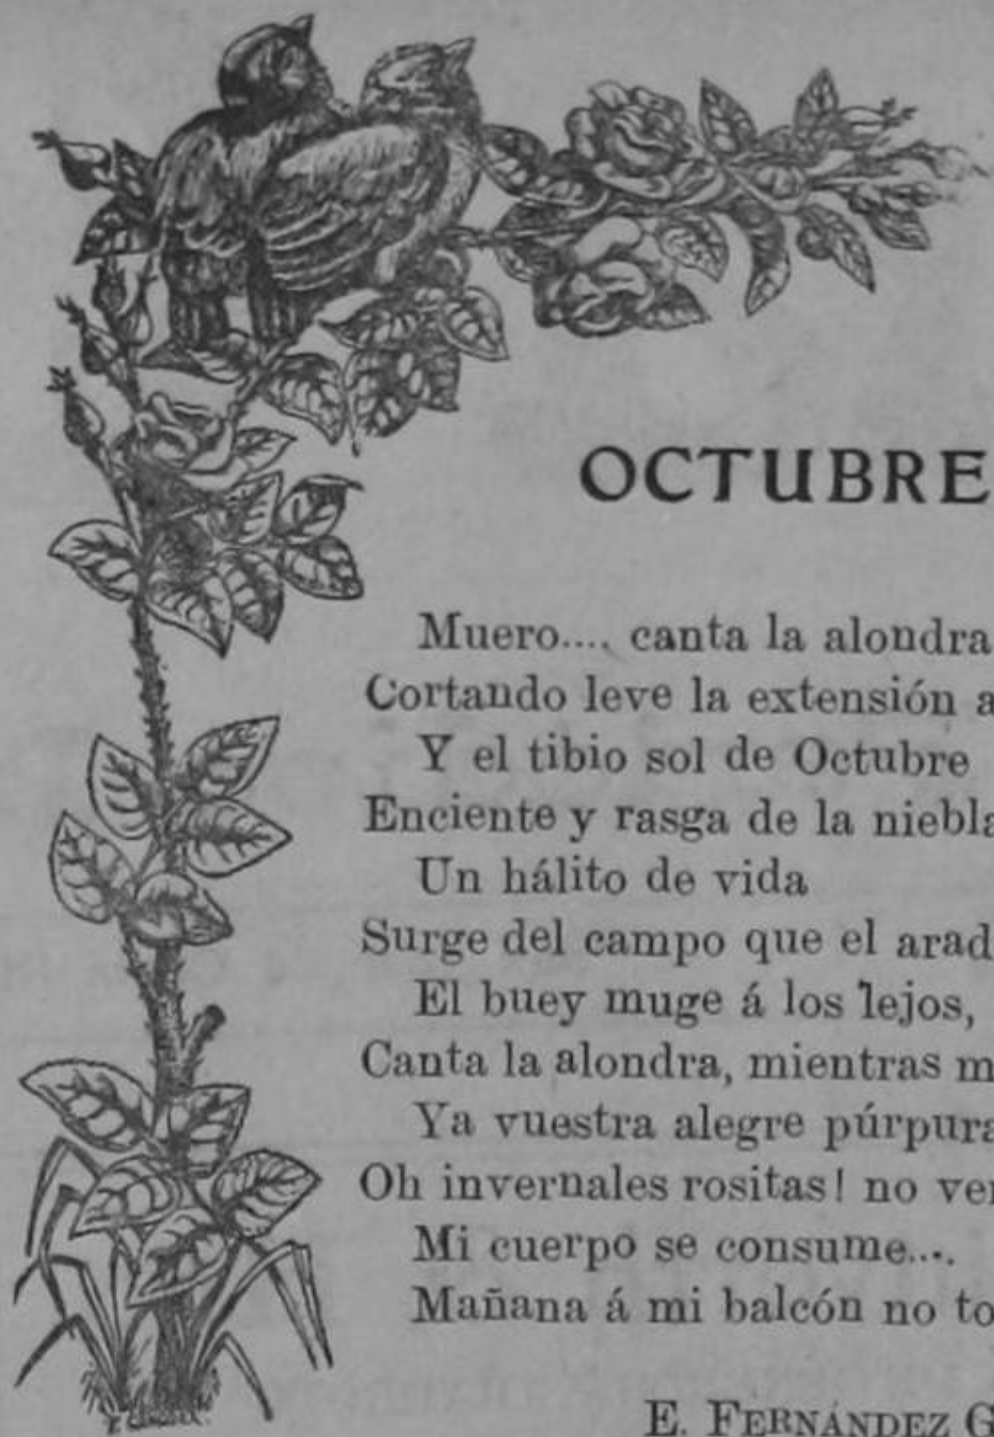 OCTUBRE
Muero.... canta la alondra
Cortando leve la extensión a
Y el tibio sol de Octubre
Enciente y rasga de la niebla
Un hálito de vida
Surge del campo que el arad
El buey muge á los lejos,
Canta la alondra, mientras m
Ya vuestra alegre púrpura
Oh invernales rositas! no ver
Mi cuerpo se consume....
Mañana á mi balcón no to
E. FERNÁNDEZ G